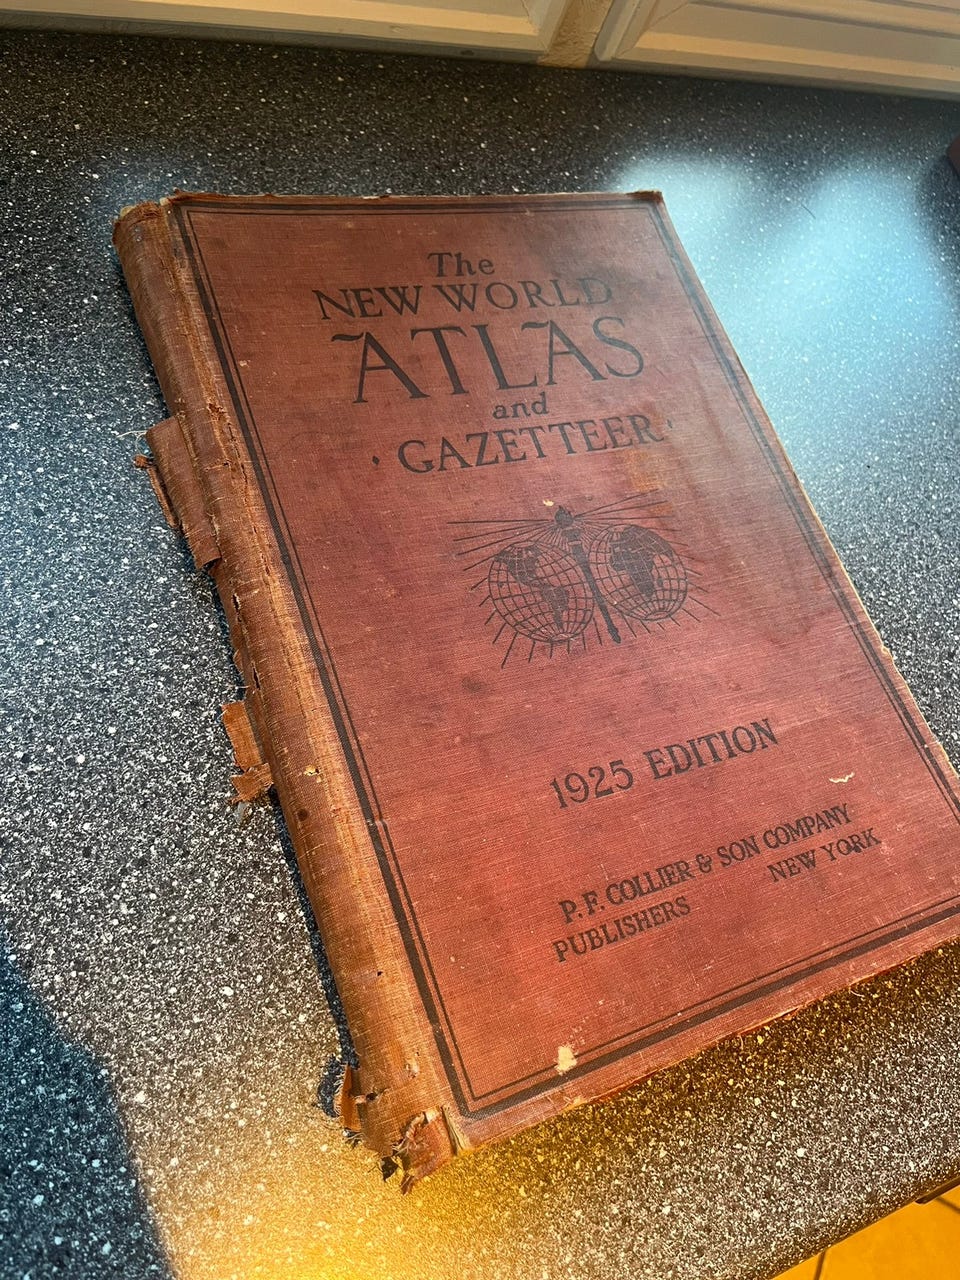 The
NEW WORLD
ATLAS
and
· GAZETTEER ·
1925 EDITION
P. F. COLLIER & SON COMPANY
PUBLISHERS NEW YORK